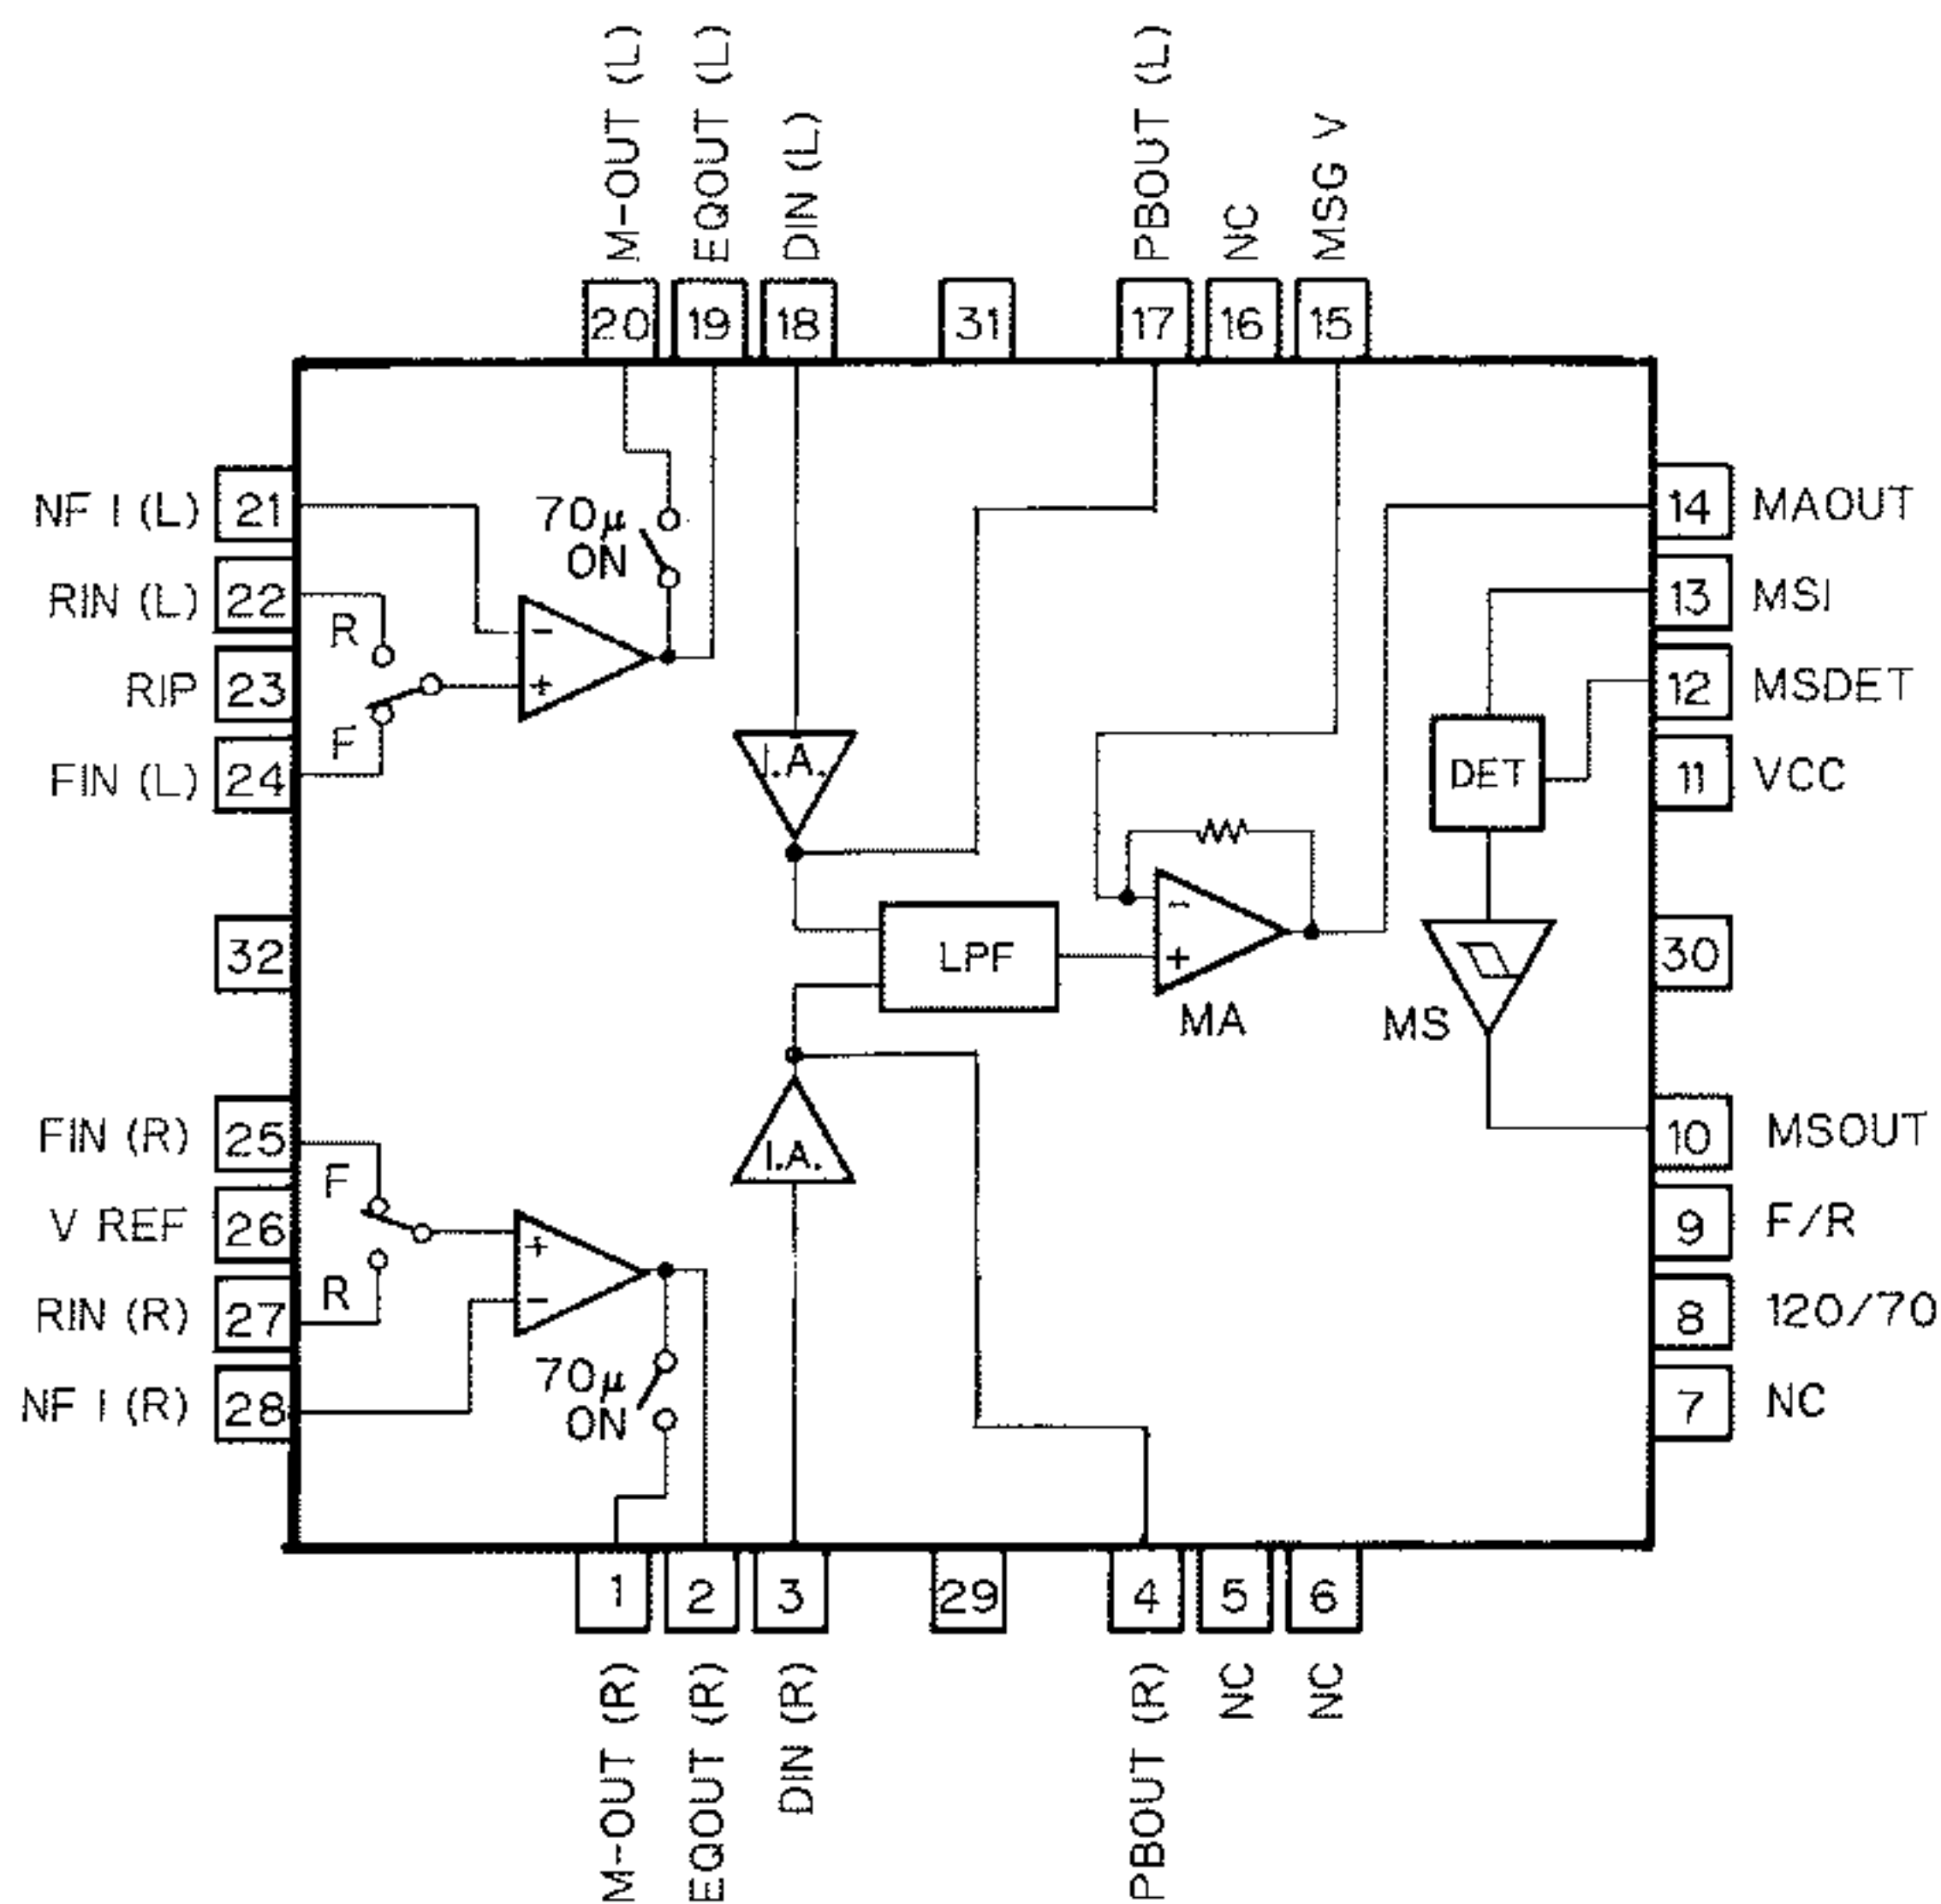 M-OUT (L)
EQOUT (L)
DIN (L)
PBOUT (L)
NC
MSG V
20
19
18
31
17
16
15
NF I (L)
21
RIN (L)
22
RIP
23
FIN (L)
24
32
FIN (R)
25
V REF
26
RIN (R)
27
NF I (R)
28
70μ
ON
R
F
-
+
I.A.
LPF
-
+
MA
DET
MS
I.A.
F
R
+
-
70μ
ON
14
MAOUT
13
MSI
12
MSDET
11
VCC
30
10
MSOUT
9
F/R
8
120/70
7
NC
1
2
3
29
4
5
6
M-OUT (R)
EQOUT (R)
DIN (R)
PBOUT (R)
NC
NC